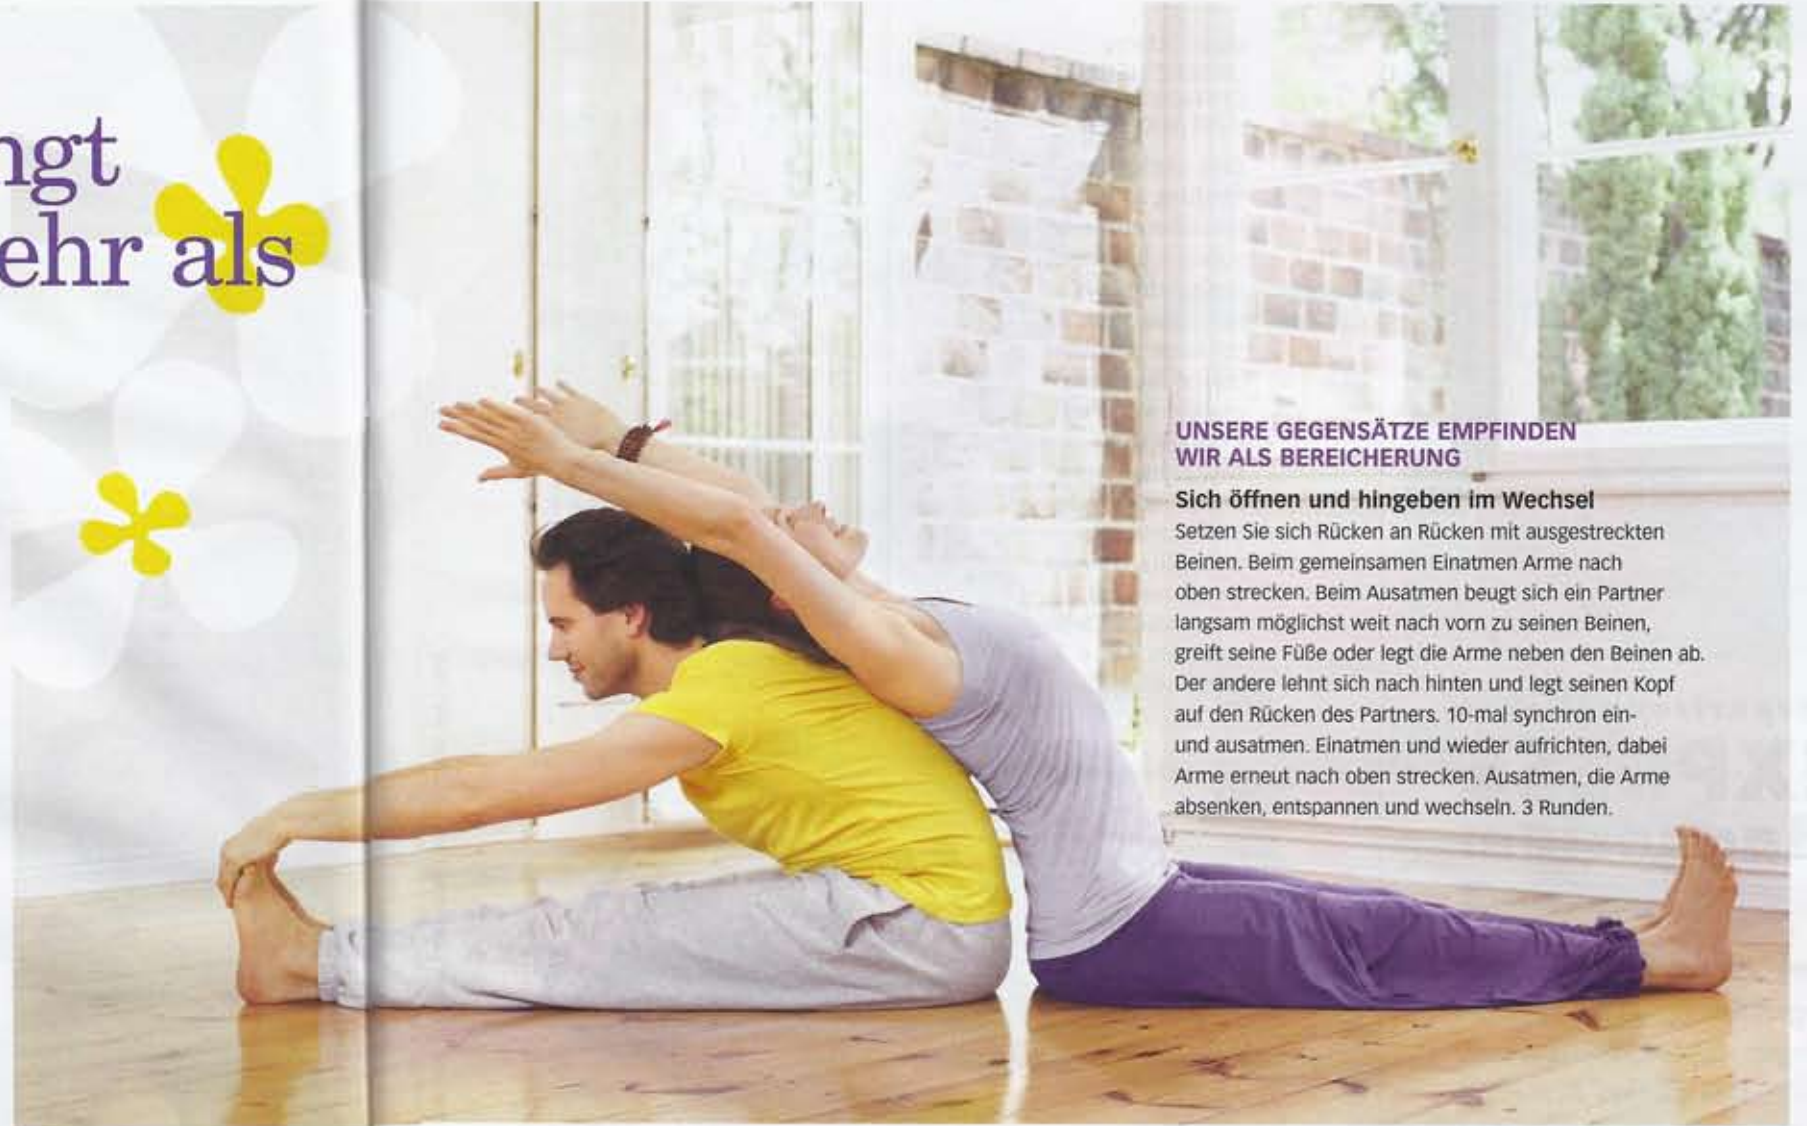 ngt
ehr als
UNSERE GEGENSÄTZE EMPFINDEN
WIR ALS BEREICHERUNG
Sich öffnen und hingeben im Wechsel
Setzen Sie sich Rücken an Rücken mit ausgestreckten
Beinen. Beim gemeinsamen Einatmen Arme nach
oben strecken. Beim Ausatmen beugt sich ein Partner
langsam möglichst weit nach vorn zu seinen Beinen,
greift seine Füße oder legt die Arme neben den Beinen ab.
Der andere lehnt sich nach hinten und legt seinen Kopf
auf den Rücken des Partners. 10-mal synchron ein-
und ausatmen. Einatmen und wieder aufrichten, dabei
Arme erneut nach oben strecken. Ausatmen, die Arme
absenken, entspannen und wechseln. 3 Runden.